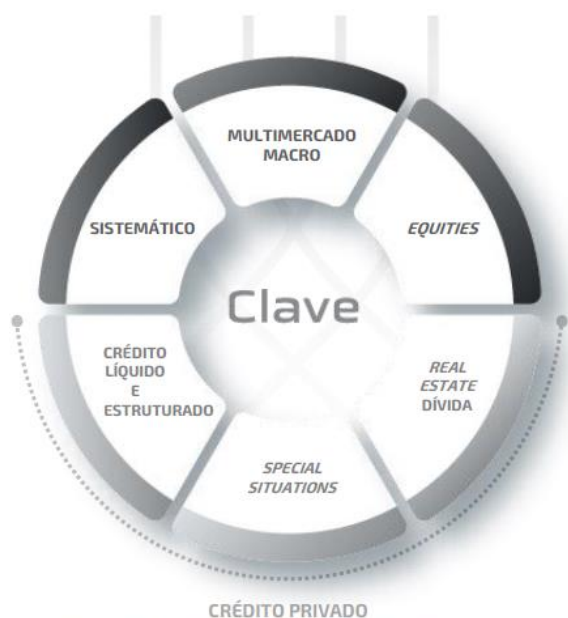 MULTIMERCADO
MACRO
SISTEMÁTICO
EQUITIES
Clave
CRÉDITO
LÍQUIDO
E
ESTRUTURADO
REAL
ESTATE
DÍVIDA
SPECIAL
SITUATIONS
CRÉDITO PRIVADO